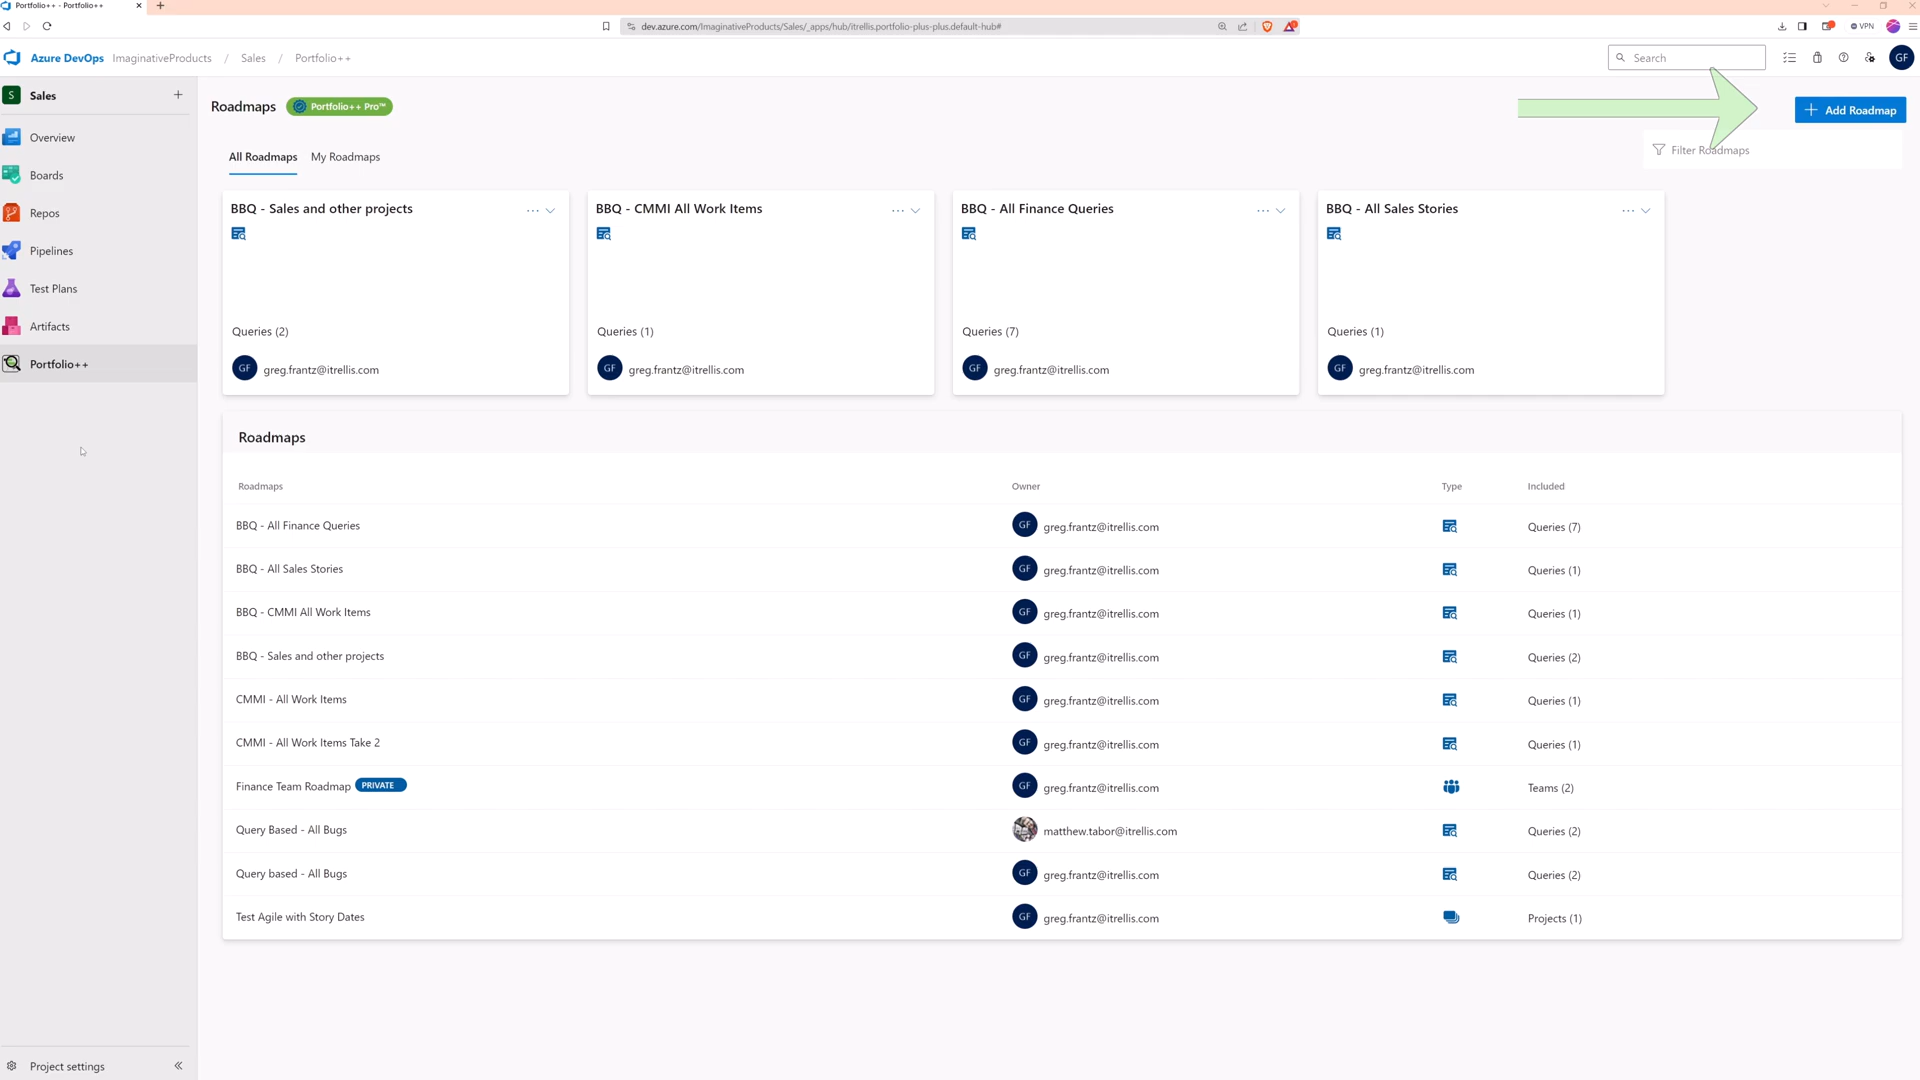 Portfolio++ - Portfolio++
dev.azure.com/ImaginativeProducts/Sales/_apps/hub/itrellis.portfolio-plus-plus.default-hub#
VPN
Azure DevOps ImaginativeProducts / Sales / Portfolio++
Search
GF
S Sales
Overview
Boards
Repos
Pipelines
Test Plans
Artifacts
Portfolio++
Project settings
Roadmaps Portfolio++ Pro™
Add Roadmap
All Roadmaps My Roadmaps
Filter Roadmaps
BBQ - Sales and other projects
Queries (2)
GF greg.frantz@itrellis.com
BBQ - CMMI All Work Items
Queries (1)
GF greg.frantz@itrellis.com
BBQ - All Finance Queries
Queries (7)
GF greg.frantz@itrellis.com
BBQ - All Sales Stories
Queries (1)
GF greg.frantz@itrellis.com
Roadmaps
Roadmaps Owner Type Included
BBQ - All Finance Queries GF greg.frantz@itrellis.com Queries (7)
BBQ - All Sales Stories GF greg.frantz@itrellis.com Queries (1)
BBQ - CMMI All Work Items GF greg.frantz@itrellis.com Queries (1)
BBQ - Sales and other projects GF greg.frantz@itrellis.com Queries (2)
CMMI - All Work Items GF greg.frantz@itrellis.com Queries (1)
CMMI - All Work Items Take 2 GF greg.frantz@itrellis.com Queries (1)
Finance Team Roadmap PRIVATE GF greg.frantz@itrellis.com Teams (2)
Query Based - All Bugs matthew.tabor@itrellis.com Queries (2)
Query based - All Bugs GF greg.frantz@itrellis.com Queries (2)
Test Agile with Story Dates GF greg.frantz@itrellis.com Projects (1)